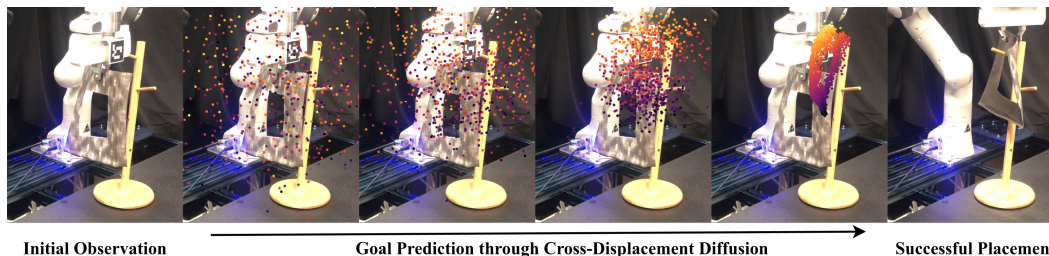 Initial Observation
Goal Prediction through Cross-Displacement Diffusion
Successful Placemen